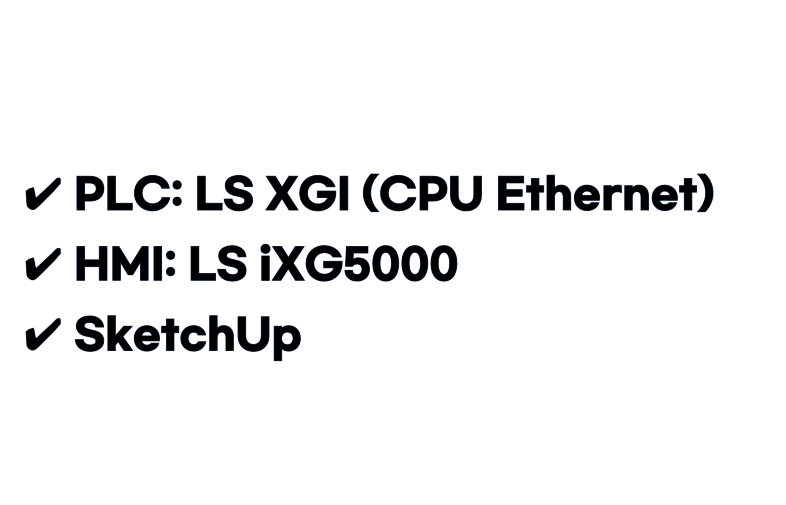 ✔ PLC: LS XGI (CPU Ethernet)
✔ HMI: LS iXG5000
✔ SketchUp